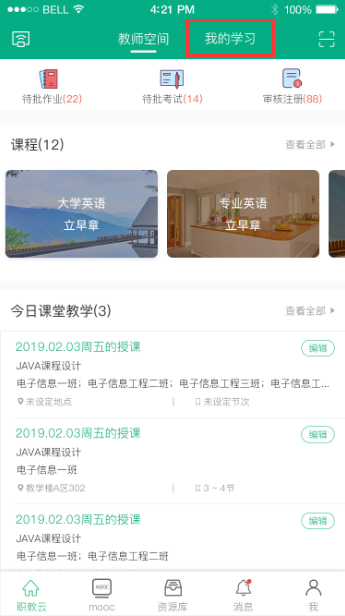 BELL 4:21 PM 100%
教师空间 我的学习
待批作业(22) 待批考试(14) 审核注册(88)
课程(12) 查看全部
大学英语 专业英语
立早章 立早章
今日课堂教学(3) 查看全部
2019.02.03周五的授课 编辑
JAVA课程设计
电子信息一班；电子信息工程二班；电子信息工程三班；电子信息工...
未设定地点 | 未设定节次
2019.02.03周五的授课 编辑
JAVA课程设计
电子信息一班
教学楼A区302 | 3 ~ 4节
2019.02.03周五的授课 编辑
JAVA课程设计
电子信息一班；电子信息工程二班
MOOC
职教云 mooc 资源库 消息 我